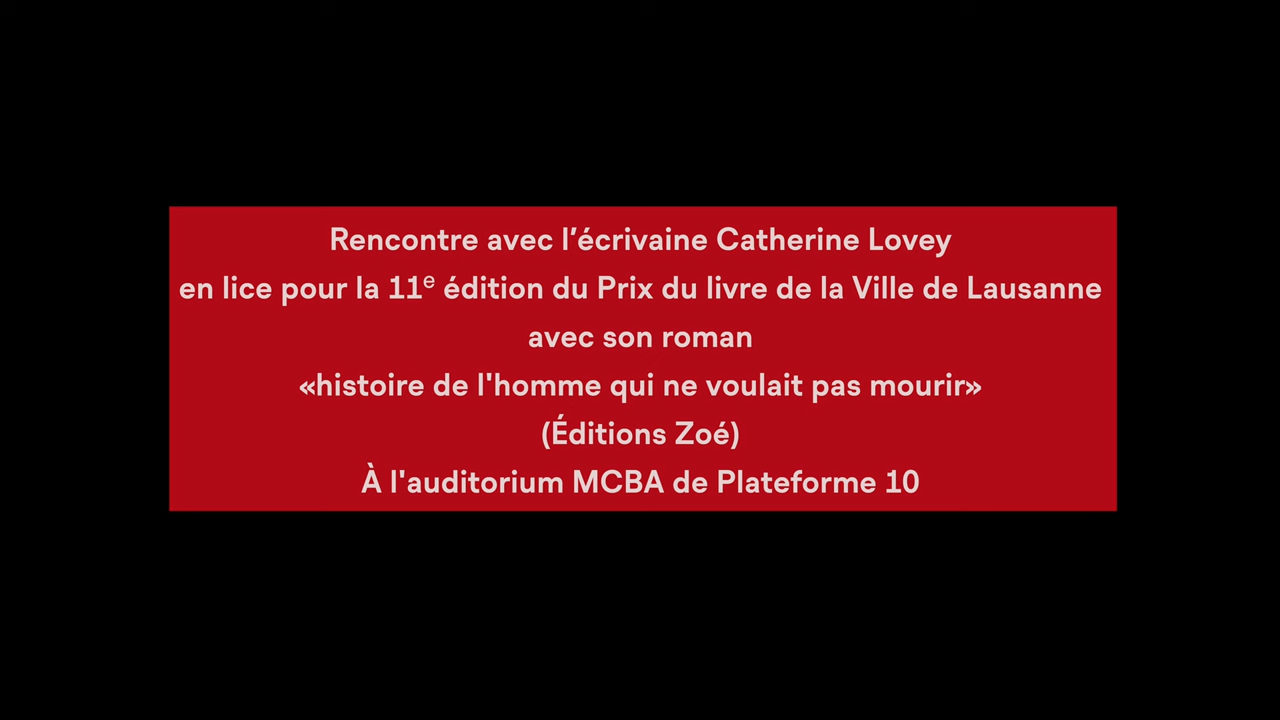 Rencontre avec l’écrivaine Catherine Lovey
en lice pour la 11ᵉ édition du Prix du livre de la Ville de Lausanne
avec son roman
«histoire de l'homme qui ne voulait pas mourir»
(Éditions Zoé)
À l'auditorium MCBA de Plateforme 10